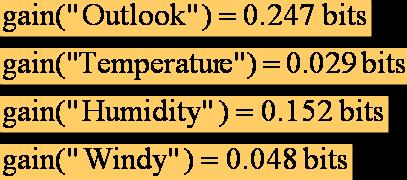 gain("Outlook") = 0.247 bits
gain("Temperature") = 0.029 bits
gain("Humidity") = 0.152 bits
gain("Windy") = 0.048 bits